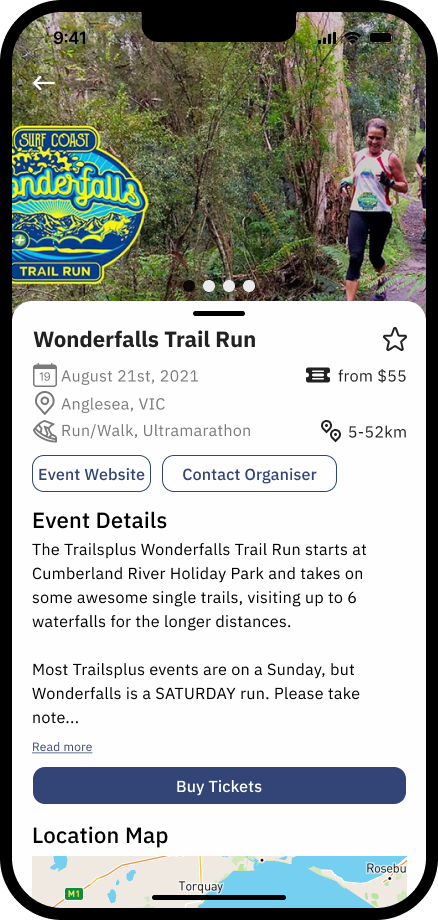 9:41
SURF COAST
onderfalls
TRAIL RUN
Wonderfalls Trail Run
19 August 21st, 2021
from $55
Anglesea, VIC
Run/Walk, Ultramarathon
5-52km
Event Website
Contact Organiser
Event Details
The Trailsplus Wonderfalls Trail Run starts at
Cumberland River Holiday Park and takes on
some awesome single trails, visiting up to 6
waterfalls for the longer distances.
Most Trailsplus events are on a Sunday, but
Wonderfalls is a SATURDAY run. Please take
note...
Read more
Buy Tickets
Location Map
Rosebu
M1
Torquay